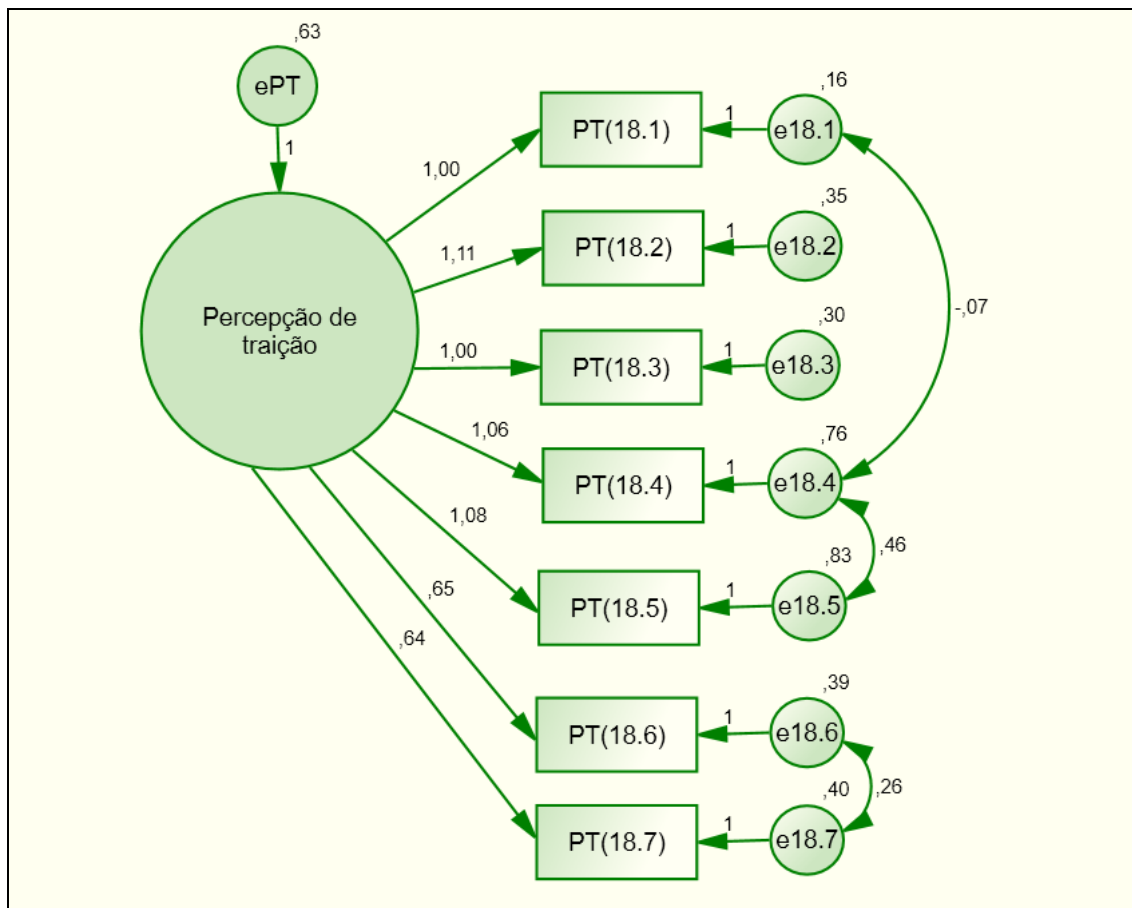 ,63
ePT
1
Percepção de
traição
1,00
PT(18.1)
1
,16
e18.1
1,11
PT(18.2)
1
,35
e18.2
-,07
1,00
PT(18.3)
1
,30
e18.3
1,06
PT(18.4)
1
,76
e18.4
,46
1,08
PT(18.5)
1
,83
e18.5
,65
PT(18.6)
1
,39
e18.6
,26
,64
PT(18.7)
1
,40
e18.7